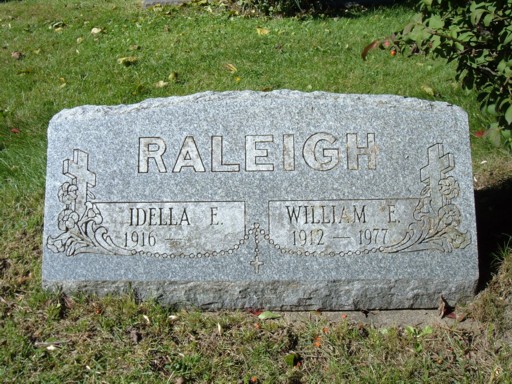 RALEIGH
IDELLA E.
1916 —
WILLIAM E.
1912 — 1977